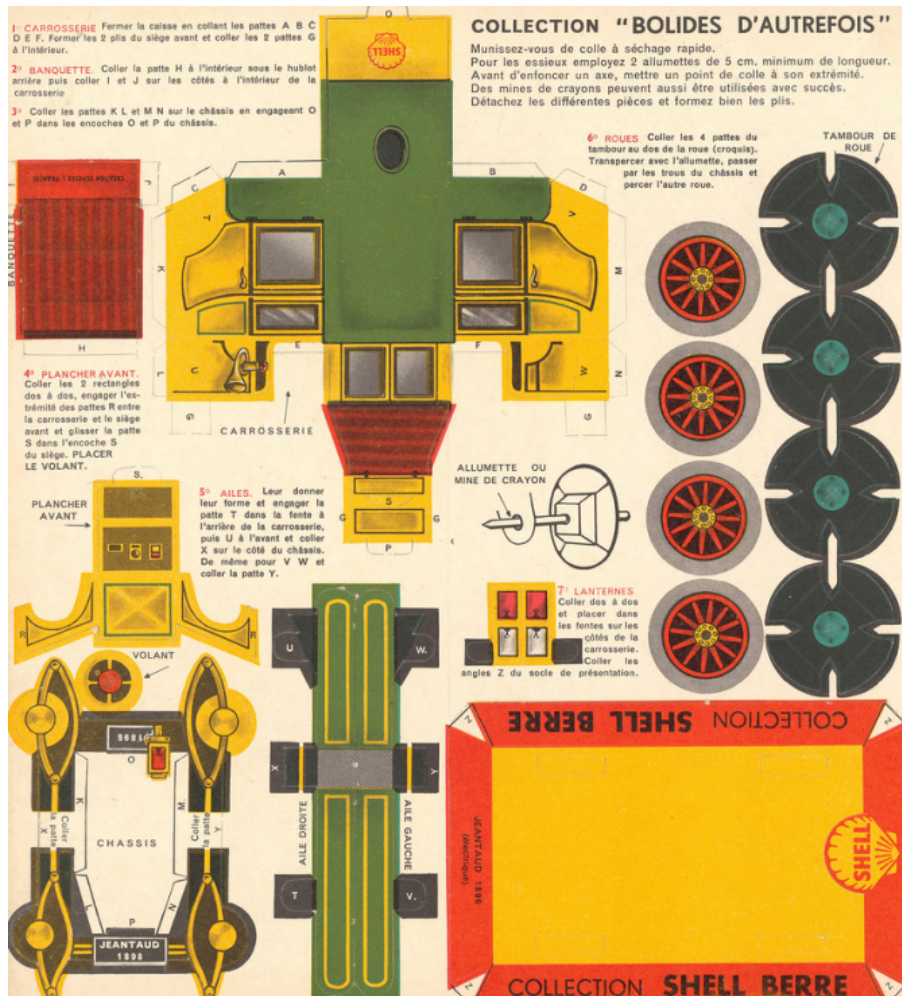 1º CARROSSERIE Fermer la caisse en collant les pattes A B C
D E F. Fermer les 2 plis du siège avant et coller les 2 pattes G
à l'intérieur.
2º BANQUETTE. Coller la patte H à l'intérieur sous le hublot
arrière puis coller I et J sur les côtés à l'intérieur de la
carrosserie
3º Coller les pattes K L et M N sur le châssis en engageant O
et P dans les encoches O et P du châssis.
O
SHELL
COLLECTION "BOLIDES D'AUTREFOIS"
Munissez-vous de colle à séchage rapide.
Pour les essieux employez 2 allumettes de 5 cm. minimum de longueur.
Avant d'enfoncer un axe, mettre un point de colle à son extrémité.
Des mines de crayons peuvent aussi être utilisées avec succès.
Détachez les différentes pièces et formez bien les plis.
6º ROUES. Coller les 4 pattes du
tambour au dos de la roue (croquis).
Transpercer avec l'allumette, passer
par les trous du châssis et
percer l'autre roue.
TAMBOUR DE
ROUE
J
BANQUETTE
H
A
B
C
D
T
V
K
M
E
F
L
U
W
N
G
G
CARROSSERIE
4º PLANCHER AVANT.
Coller les 2 rectangles
dos à dos, engager l'ex-
trêmité des pattes R entre
la carrosserie et le siège
avant et glisser la patte
S dans l'encoche S
du siège. PLACER
LE VOLANT.
S
G
G
P
ALLUMETTE OU
MINE DE CRAYON
S.
PLANCHER
AVANT
R
R
VOLANT
5º AILES. Leur donner
leur forme et engager la
patte T dans la fente à
l'arrière de la carrosserie,
puis U à l'avant et coller
X sur le côté du châssis.
De même pour V W et
coller la patte Y.
7º LANTERNES
Coller dos à dos
et placer dans
les fentes sur les
côtés de la
carrosserie.
Coller les
angles Z du socle de présentation.
U
W.
X
Y
AILE DROITE
AILE GAUCHE
T
V.
1898
O
K
M.
Coller
la patte
X
Coller
la patte
Y
CHASSIS
L
N
P
JEANTAUD
1898
COLLECTION SHELL BERRE
Z
Z
JEANTAUD 1898
(électrique)
SHELL
Z
Z
COLLECTION SHELL BERRE